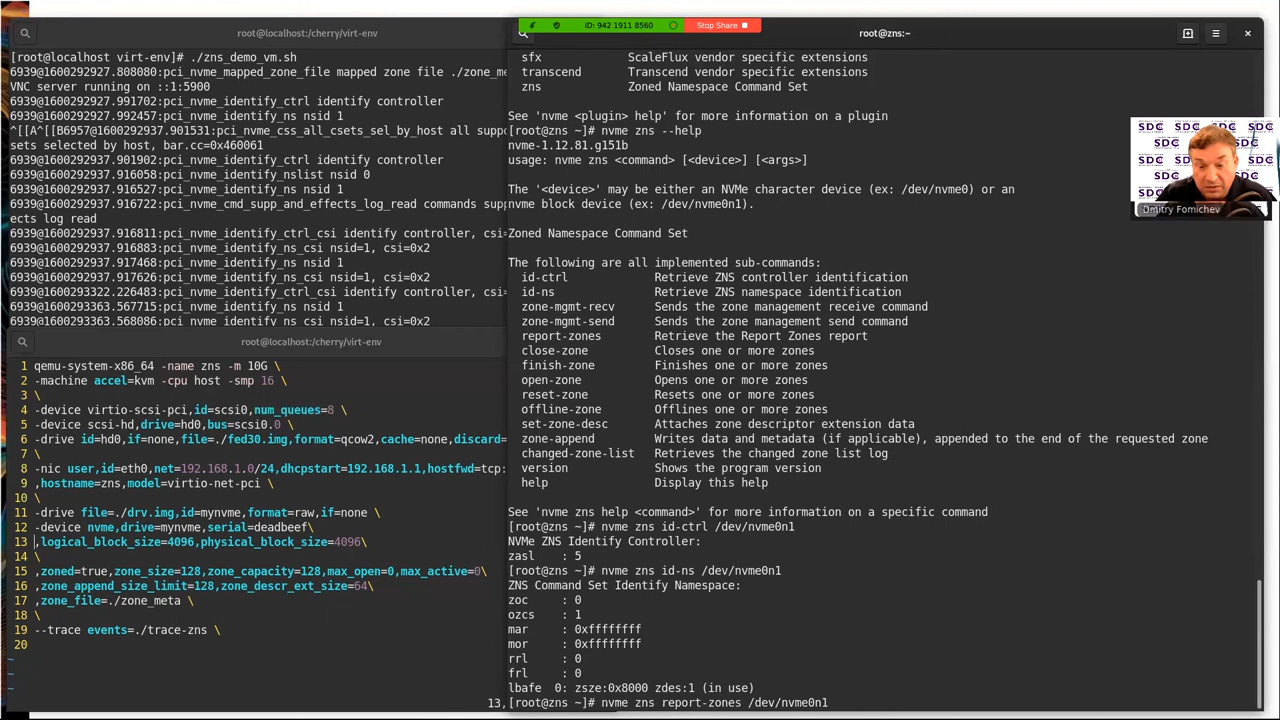 ID: 942 1911 8560
Stop Share
root@localhost:/cherry/virt-env
[root@localhost virt-env]# ./zns_demo_vm.sh
6939@1600292927.808080:pci_nvme_mapped_zone_file mapped zone file ./zone_me
VNC server running on ::1:5900
6939@1600292927.991702:pci_nvme_identify_ctrl identify controller
6939@1600292927.992457:pci_nvme_identify_ns nsid 1
^[[A^[[B6957@1600292937.901531:pci_nvme_css_all_csets_sel_by_host all supp
sets selected by host, bar.cc=0x460061
6939@1600292937.901902:pci_nvme_identify_ctrl identify controller
6939@1600292937.916058:pci_nvme_identify_nslist nsid 0
6939@1600292937.916527:pci_nvme_identify_ns nsid 1
6939@1600292937.916722:pci_nvme_cmd_supp_and_effects_log_read commands supp
ects log read
6939@1600292937.916811:pci_nvme_identify_ctrl_csi identify controller, csi=
6939@1600292937.916883:pci_nvme_identify_ns_csi nsid=1, csi=0x2
6939@1600292937.917468:pci_nvme_identify_ns nsid 1
6939@1600292937.917626:pci_nvme_identify_ns_csi nsid=1, csi=0x2
6939@1600293322.226483:pci_nvme_identify_ctrl_csi identify controller, csi=
6939@1600293363.567715:pci_nvme_identify_ns nsid 1
6939@1600293363.568086:pci_nvme_identify_ns_csi nsid=1, csi=0x2
root@localhost:/cherry/virt-env
1 qemu-system-x86_64 -name zns -m 10G \
2 -machine accel=kvm -cpu host -smp 16 \
3 \
4 -device virtio-scsi-pci,id=scsi0,num_queues=8 \
5 -device scsi-hd,drive=hd0,bus=scsi0.0 \
6 -drive id=hd0,if=none,file=./fed30.img,format=qcow2,cache=none,discard=
7 \
8 -nic user,id=eth0,net=192.168.1.0/24,dhcpstart=192.168.1.1,hostfwd=tcp:
9 ,hostname=zns,model=virtio-net-pci \
10 \
11 -drive file=./drv.img,id=mynvme,format=raw,if=none \
12 -device nvme,drive=mynvme,serial=deadbeef\
13 ,logical_block_size=4096,physical_block_size=4096\
14 \
15 ,zoned=true,zone_size=128,zone_capacity=128,max_open=0,max_active=0\
16 ,zone_append_size_limit=128,zone_descr_ext_size=64\
17 ,zone_file=./zone_meta \
18 \
19 --trace events=./trace-zns \
20
~
~
~
13,
root@zns:~
sfx ScaleFlux vendor specific extensions
transcend Transcend vendor specific extensions
zns Zoned Namespace Command Set
See 'nvme <plugin> help' for more information on a plugin
[root@zns ~]# nvme zns --help
nvme-1.12.81.g151b
usage: nvme zns <command> [<device>] [<args>]
The '<device>' may be either an NVMe character device (ex: /dev/nvme0) or an
nvme block device (ex: /dev/nvme0n1).
Zoned Namespace Command Set
The following are all implemented sub-commands:
id-ctrl Retrieve ZNS controller identification
id-ns Retrieve ZNS namespace identification
zone-mgmt-recv Sends the zone management receive command
zone-mgmt-send Sends the zone management send command
report-zones Retrieve the Report Zones report
close-zone Closes one or more zones
finish-zone Finishes one or more zones
open-zone Opens one or more zones
reset-zone Resets one or more zones
offline-zone Offlines one or more zones
set-zone-desc Attaches zone descriptor extension data
zone-append Writes data and metadata (if applicable), appended to the end of the requested zone
changed-zone-list Retrieves the changed zone list log
version Shows the program version
help Display this help
See 'nvme zns help <command>' for more information on a specific command
[root@zns ~]# nvme zns id-ctrl /dev/nvme0n1
NVMe ZNS Identify Controller:
zasl : 5
[root@zns ~]# nvme zns id-ns /dev/nvme0n1
ZNS Command Set Identify Namespace:
zoc : 0
ozcs : 1
mar : 0xffffffff
mor : 0xffffffff
rrl : 0
frl : 0
lbafe 0: zsze:0x8000 zdes:1 (in use)
[root@zns ~]# nvme zns report-zones /dev/nvme0n1
SDC SDC
SDC
Dmitry Fomichev